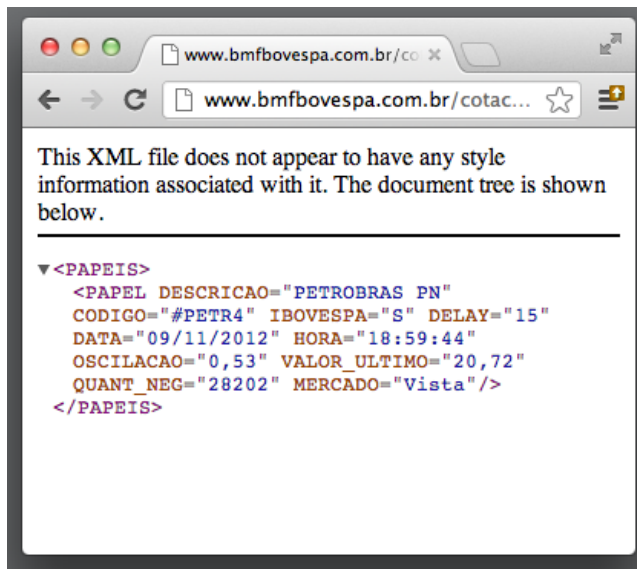 www.bmfbovespa.com.br/co
www.bmfbovespa.com.br/cotac...
This XML file does not appear to have any style
information associated with it. The document tree is shown
below.
▼<PAPEIS>
<PAPEL DESCRICAO="PETROBRAS PN"
CODIGO="#PETR4" IBOVESPA="S" DELAY="15"
DATA="09/11/2012" HORA="18:59:44"
OSCILACAO="0,53" VALOR_ULTIMO="20,72"
QUANT_NEG="28202" MERCADO="Vista"/>
</PAPEIS>